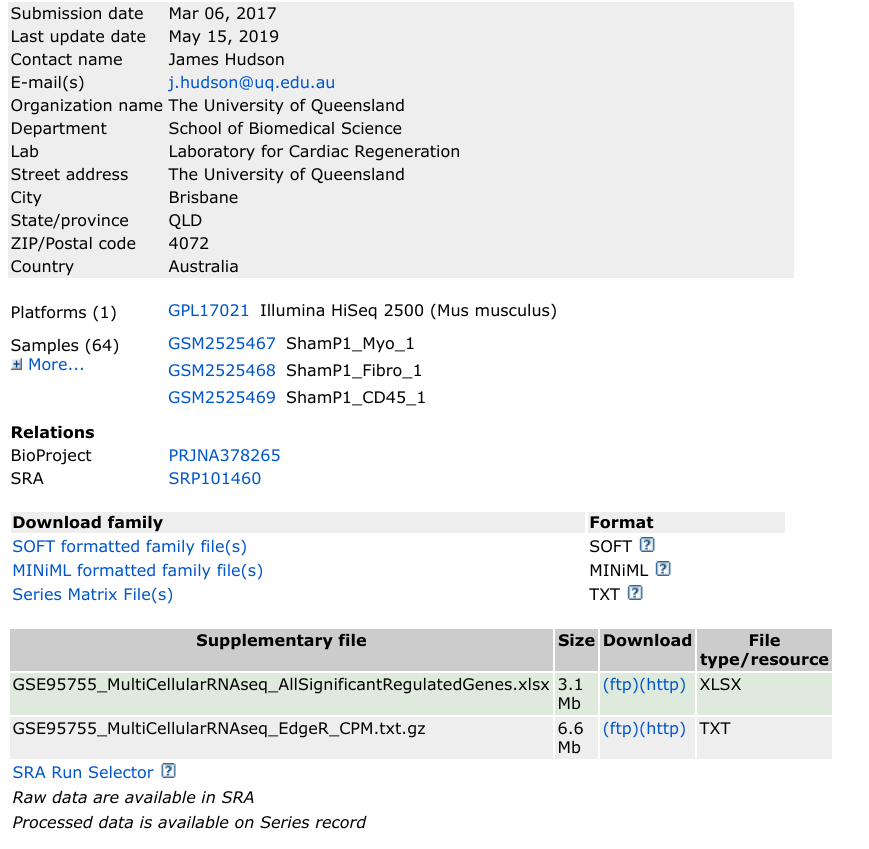 Submission date Mar 06, 2017
Last update date May 15, 2019
Contact name James Hudson
E-mail(s) j.hudson@uq.edu.au
Organization name The University of Queensland
Department School of Biomedical Science
Lab Laboratory for Cardiac Regeneration
Street address The University of Queensland
City Brisbane
State/province QLD
ZIP/Postal code 4072
Country Australia
Platforms (1) GPL17021 Illumina HiSeq 2500 (Mus musculus)
Samples (64) GSM2525467 ShamP1_Myo_1
More... GSM2525468 ShamP1_Fibro_1
GSM2525469 ShamP1_CD45_1
Relations
BioProject PRJNA378265
SRA SRP101460
Download family Format
SOFT formatted family file(s) SOFT ?
MINiML formatted family file(s) MINiML ?
Series Matrix File(s) TXT ?
Supplementary file Size Download File
type/resource
GSE95755_MultiCellularRNAseq_AllSignificantRegulatedGenes.xlsx 3.1 (ftp)(http) XLSX
Mb
GSE95755_MultiCellularRNAseq_EdgeR_CPM.txt.gz 6.6 (ftp)(http) TXT
Mb
SRA Run Selector ?
Raw data are available in SRA
Processed data is available on Series record